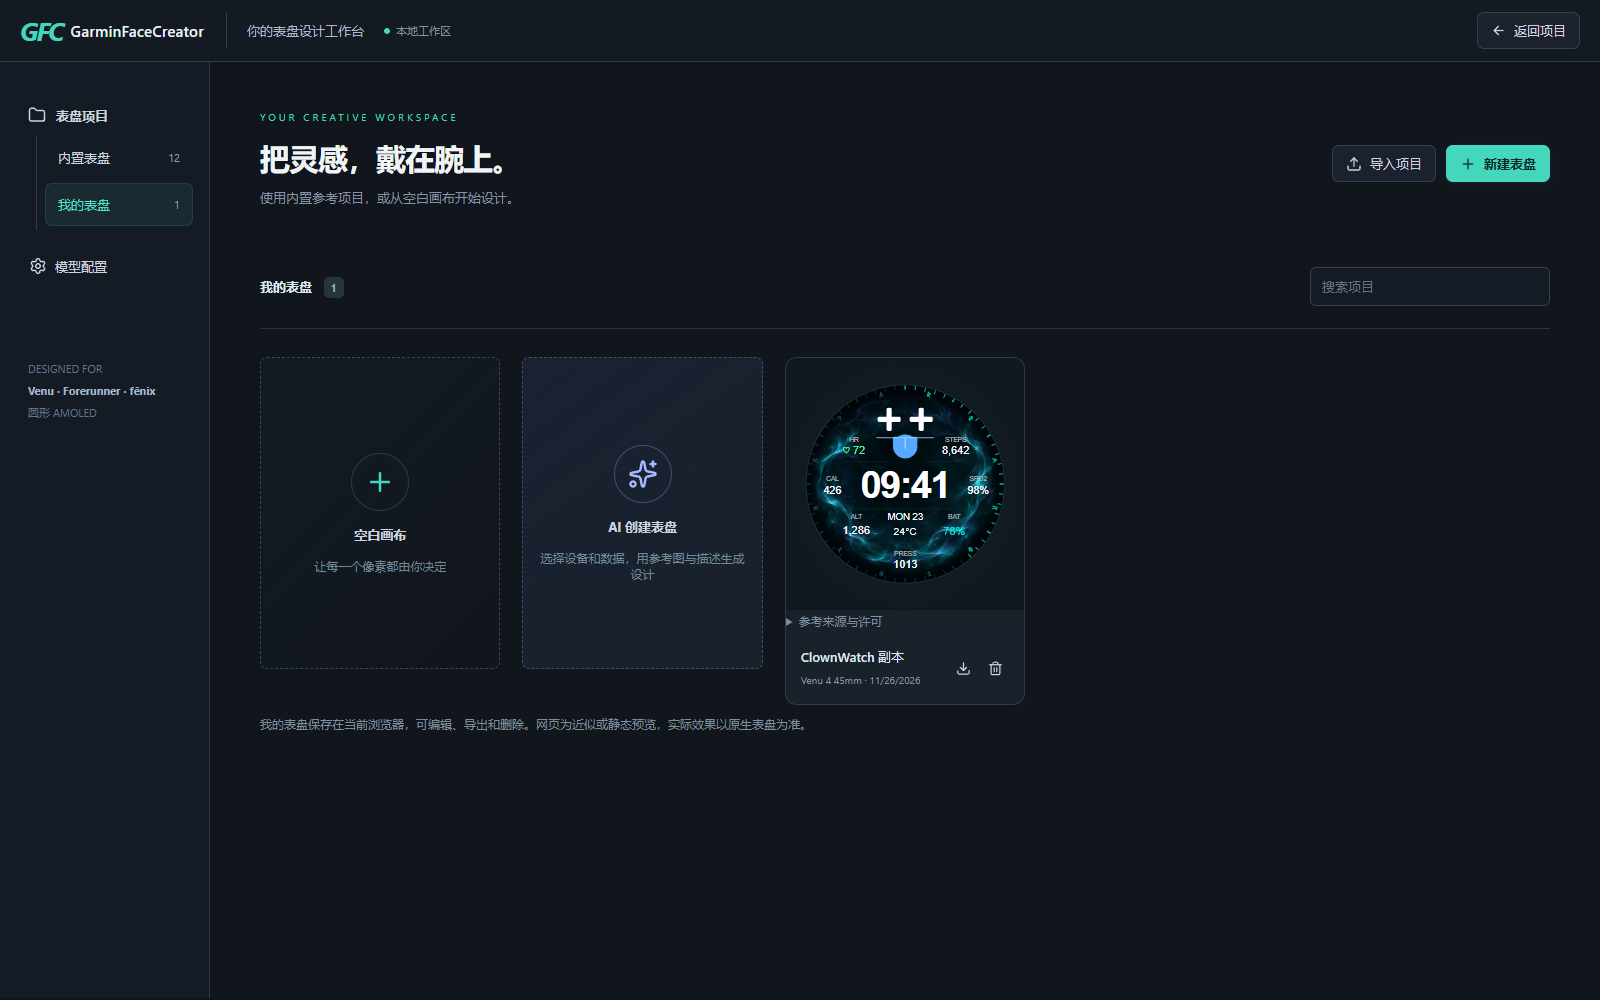 GFC GarminFaceCreator
你的表盘设计工作台
本地工作区
返回项目
表盘项目
内置表盘 12
我的表盘 1
模型配置
DESIGNED FOR
Venu · Forerunner · fēnix
圆形 AMOLED
YOUR CREATIVE WORKSPACE
把灵感，戴在腕上。
使用内置参考项目，或从空白画布开始设计。
导入项目
新建表盘
我的表盘 1
搜索项目
空白画布
让每一个像素都由你决定
AI 创建表盘
选择设备和数据，用参考图与描述生成
设计
HR
72
STEPS
8,642
CAL
426
09:41
SPO2
98%
ALT
1,286
MON 23
24°C
BAT
78%
PRESS
1013
参考来源与许可
ClownWatch 副本
Venu 4 45mm · 11/26/2026
我的表盘保存在当前浏览器，可编辑、导出和删除。网页为近似或静态预览，实际效果以原生表盘为准。